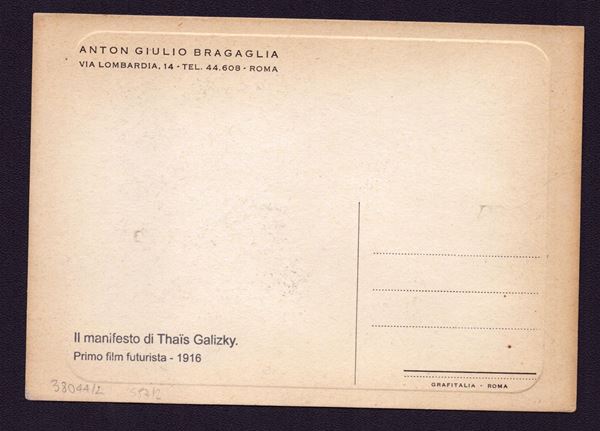 ANTON GIULIO BRAGAGLIA
VIA LOMBARDIA, 14 - TEL. 44.608 - ROMA
Il manifesto di Thaïs Galizky.
Primo film futurista - 1916
38044/2
GRAFITALIA - ROMA